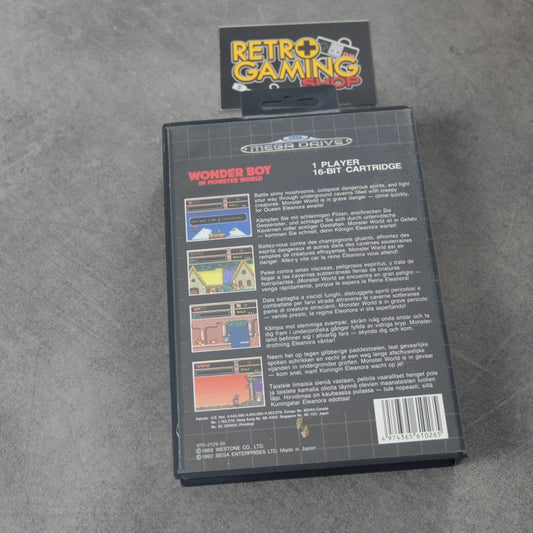 RETRO
GAMING
SHOP
SEGA
MEGA DRIVE
WONDER BOY
IN MONSTER WORLD
1 PLAYER
16-BIT CARTRIDGE
Battle slimy mushrooms, outspook dangerous spirits, and fight
your way through underground caverns filled with creepy
creatures. Monster World is in grave danger — come quickly,
for Queen Eleanora awaits!
Kämpfen Sie mit schleimigen Pilzen, erschrecken Sie
Gespenster, und schlagen Sie sich durch unterirdische
Kavernen voller eckliger Gestalten. Monster World ist in Gefahr
— kommen Sie schnell, denn Königin Eleanora wartet!
Battez-vous contre des champignons gluants, affrontez des
esprits dangereux et autres dans des cavernes souterraines
remplies de créatures effrayantes. Monster World est en
danger. Allez-y vite car la reine Eleanora vous attend!
Pelee contra setas viscosas, peligrosos espíritus, y trate de
llegar a las cavernas subterráneas llenas de criaturas
horripilantes. ¡Monster World se encuentra en gran peligro —
venga rápidamente, porque le espera la Reina Eleanora!
Date battaglia a viscidi funghi, distruggete spiriti pericolosi e
combattete per farvi strada attraverso le caverne sotterranee
piene di creature striscianti. Monster World è in grave pericolo
— venite presto, la regina Eleanora vi sta aspettando!
Kämpa mot slemmiga svampar, skräm iväg onda andar och ta
dig fram i underjordiska gångar fyllda av vidriga kryp. Monster-
land befinner sig i allvarlig fara — skynda dig och kom,
drottning Eleanora väntar!
Neem het op tegen glibberige paddestoelen, laat gevaarlijke
spoken schrikken en vecht je een weg langs afschuwelijke
vijanden in ondergrondse grotten. Monster World is in gevaar
— kom snel, want Koningin Eleanora wacht op je!
Taistele limaisia sieniä vastaan, peloita vaaralliset henget pois
ja taistele kamalia olioita täynnä olevien maanalaisten luolien
läpi. Hirviömaa on kauheassa pulassa — tule nopeasti, sillä
Kuningatar Eleanora odottaa!
670-2129-50
©1989 WESTONE CO., LTD.
©1992 SEGA ENTERPRISES LTD. Made in Japan
4 974365 610265